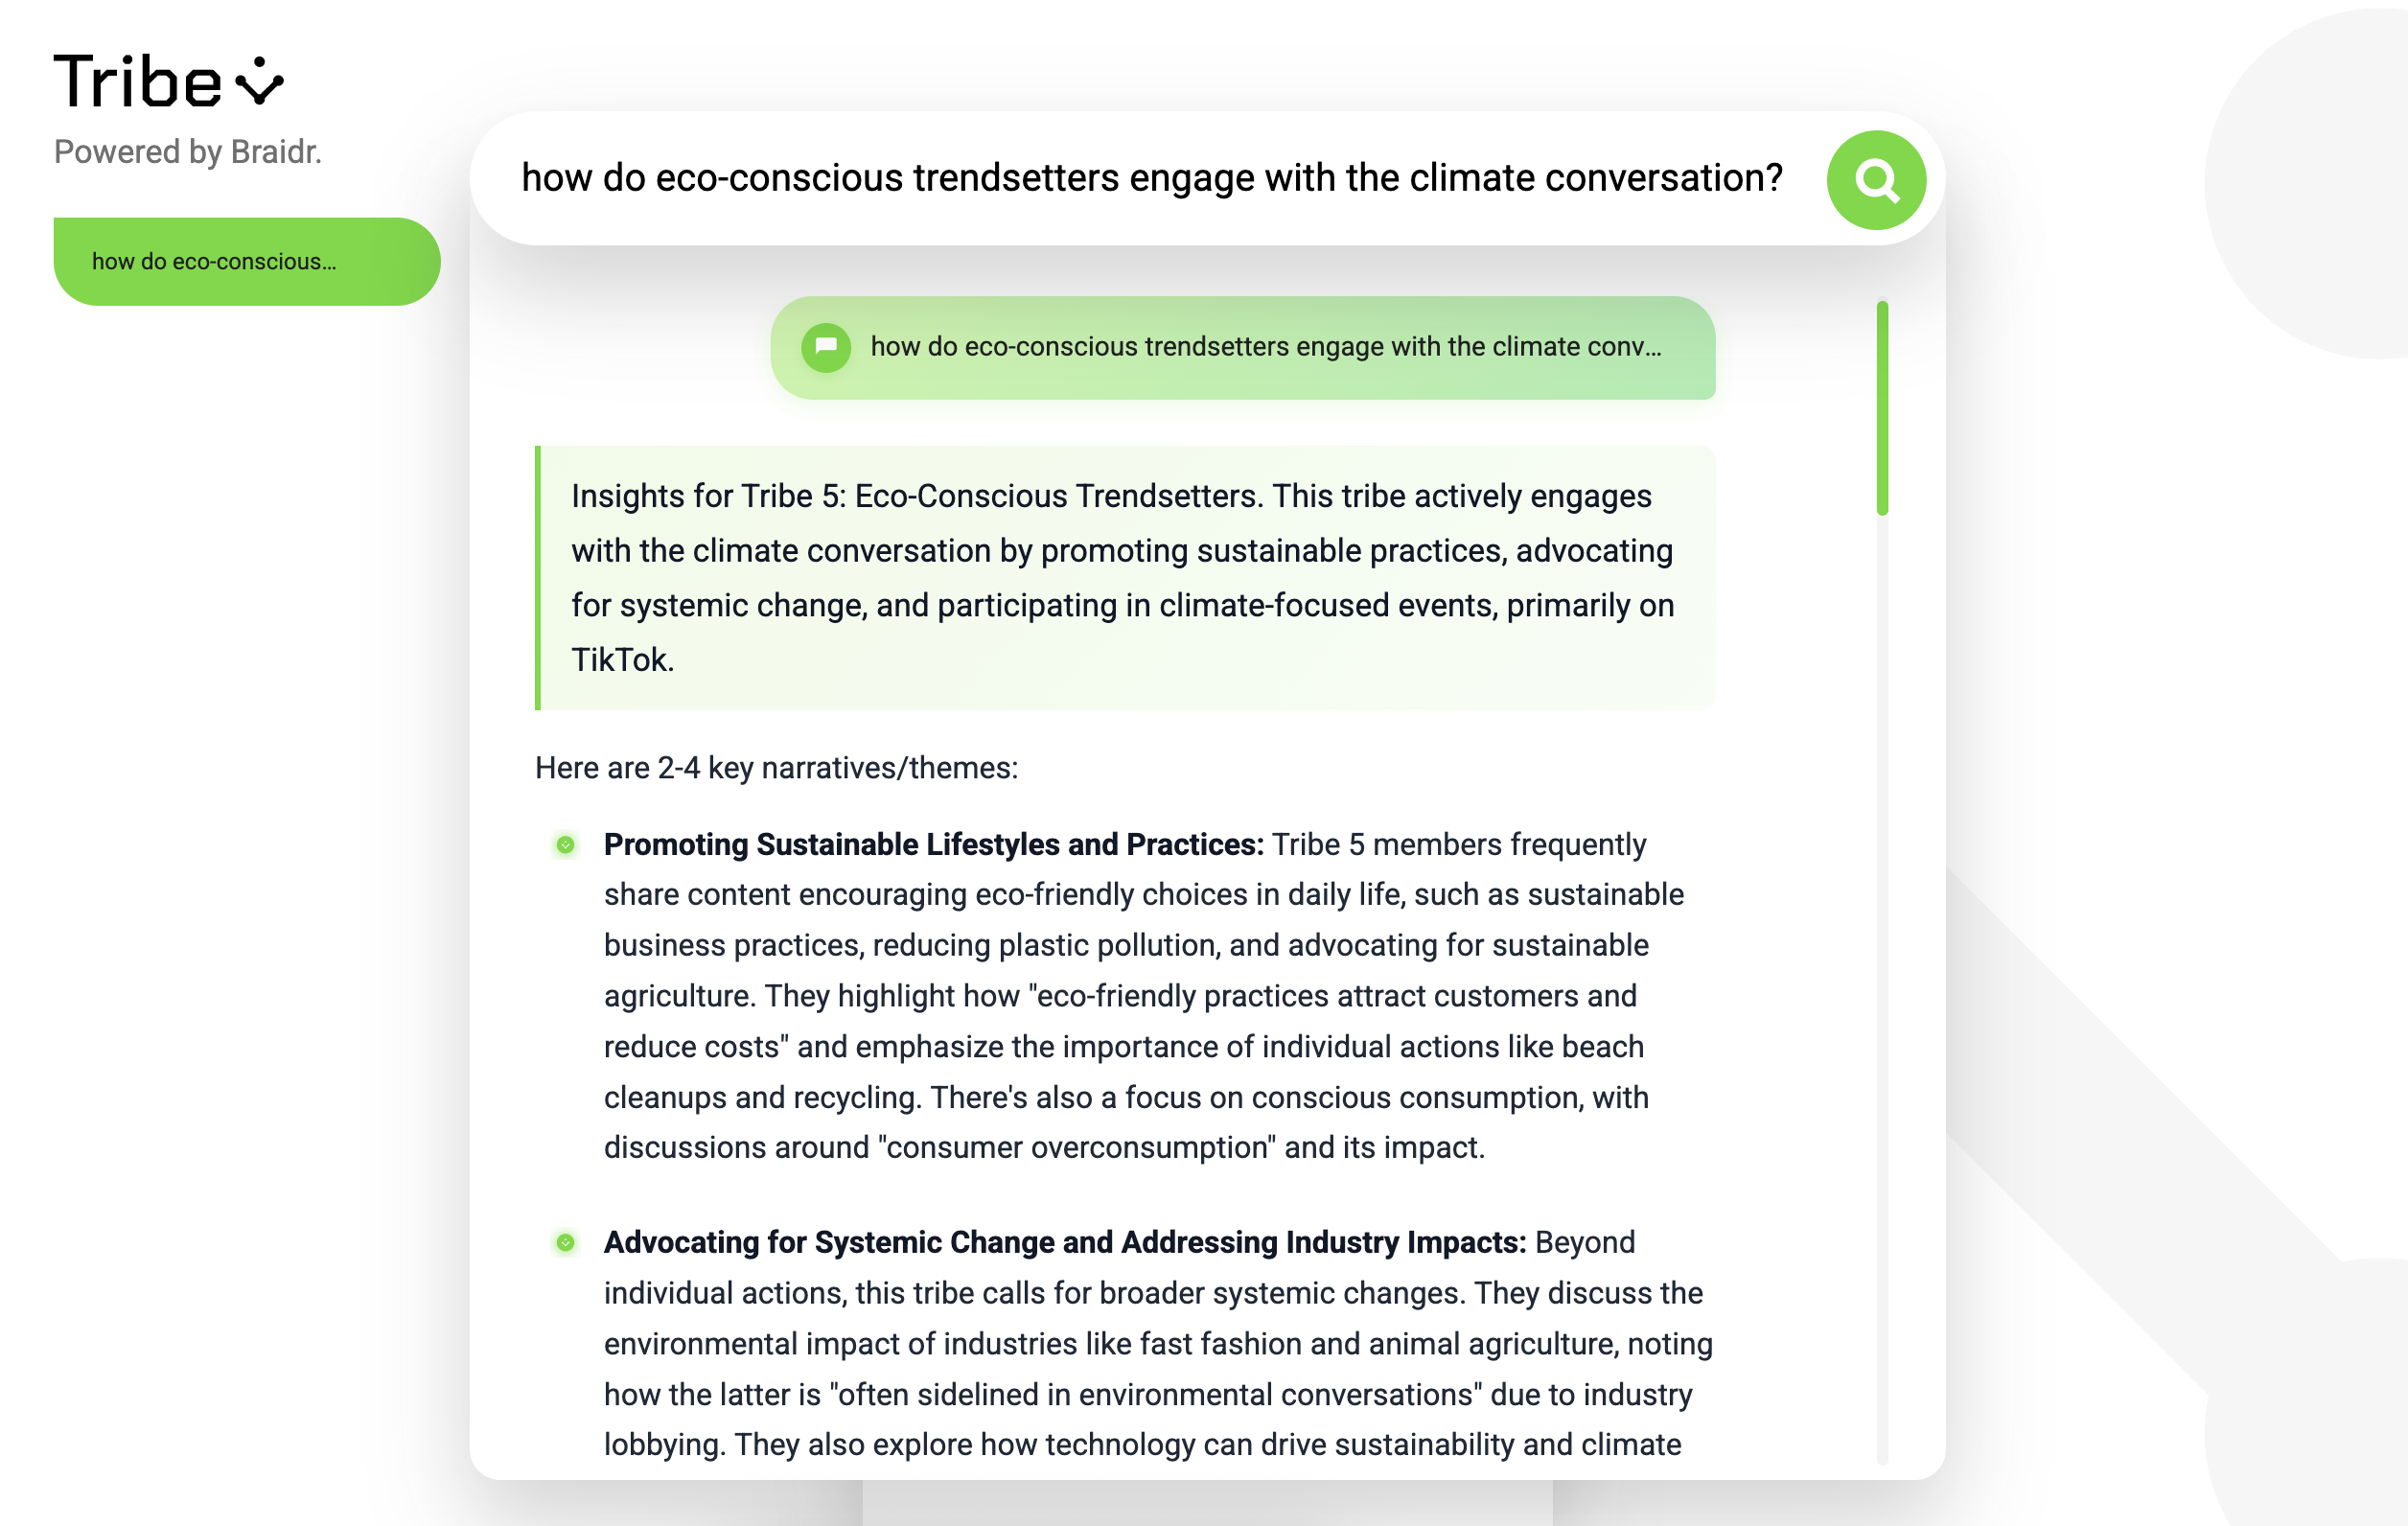 Tribe
Powered by Braidr.
how do eco-conscious...
how do eco-conscious trendsetters engage with the climate conversation?
how do eco-conscious trendsetters engage with the climate conv...
Insights for Tribe 5: Eco-Conscious Trendsetters. This tribe actively engages
with the climate conversation by promoting sustainable practices, advocating
for systemic change, and participating in climate-focused events, primarily on
TikTok.
Here are 2-4 key narratives/themes:
Promoting Sustainable Lifestyles and Practices: Tribe 5 members frequently
share content encouraging eco-friendly choices in daily life, such as sustainable
business practices, reducing plastic pollution, and advocating for sustainable
agriculture. They highlight how "eco-friendly practices attract customers and
reduce costs" and emphasize the importance of individual actions like beach
cleanups and recycling. There's also a focus on conscious consumption, with
discussions around "consumer overconsumption" and its impact.
Advocating for Systemic Change and Addressing Industry Impacts: Beyond
individual actions, this tribe calls for broader systemic changes. They discuss the
environmental impact of industries like fast fashion and animal agriculture, noting
how the latter is "often sidelined in environmental conversations" due to industry
lobbying. They also explore how technology can drive sustainability and climate